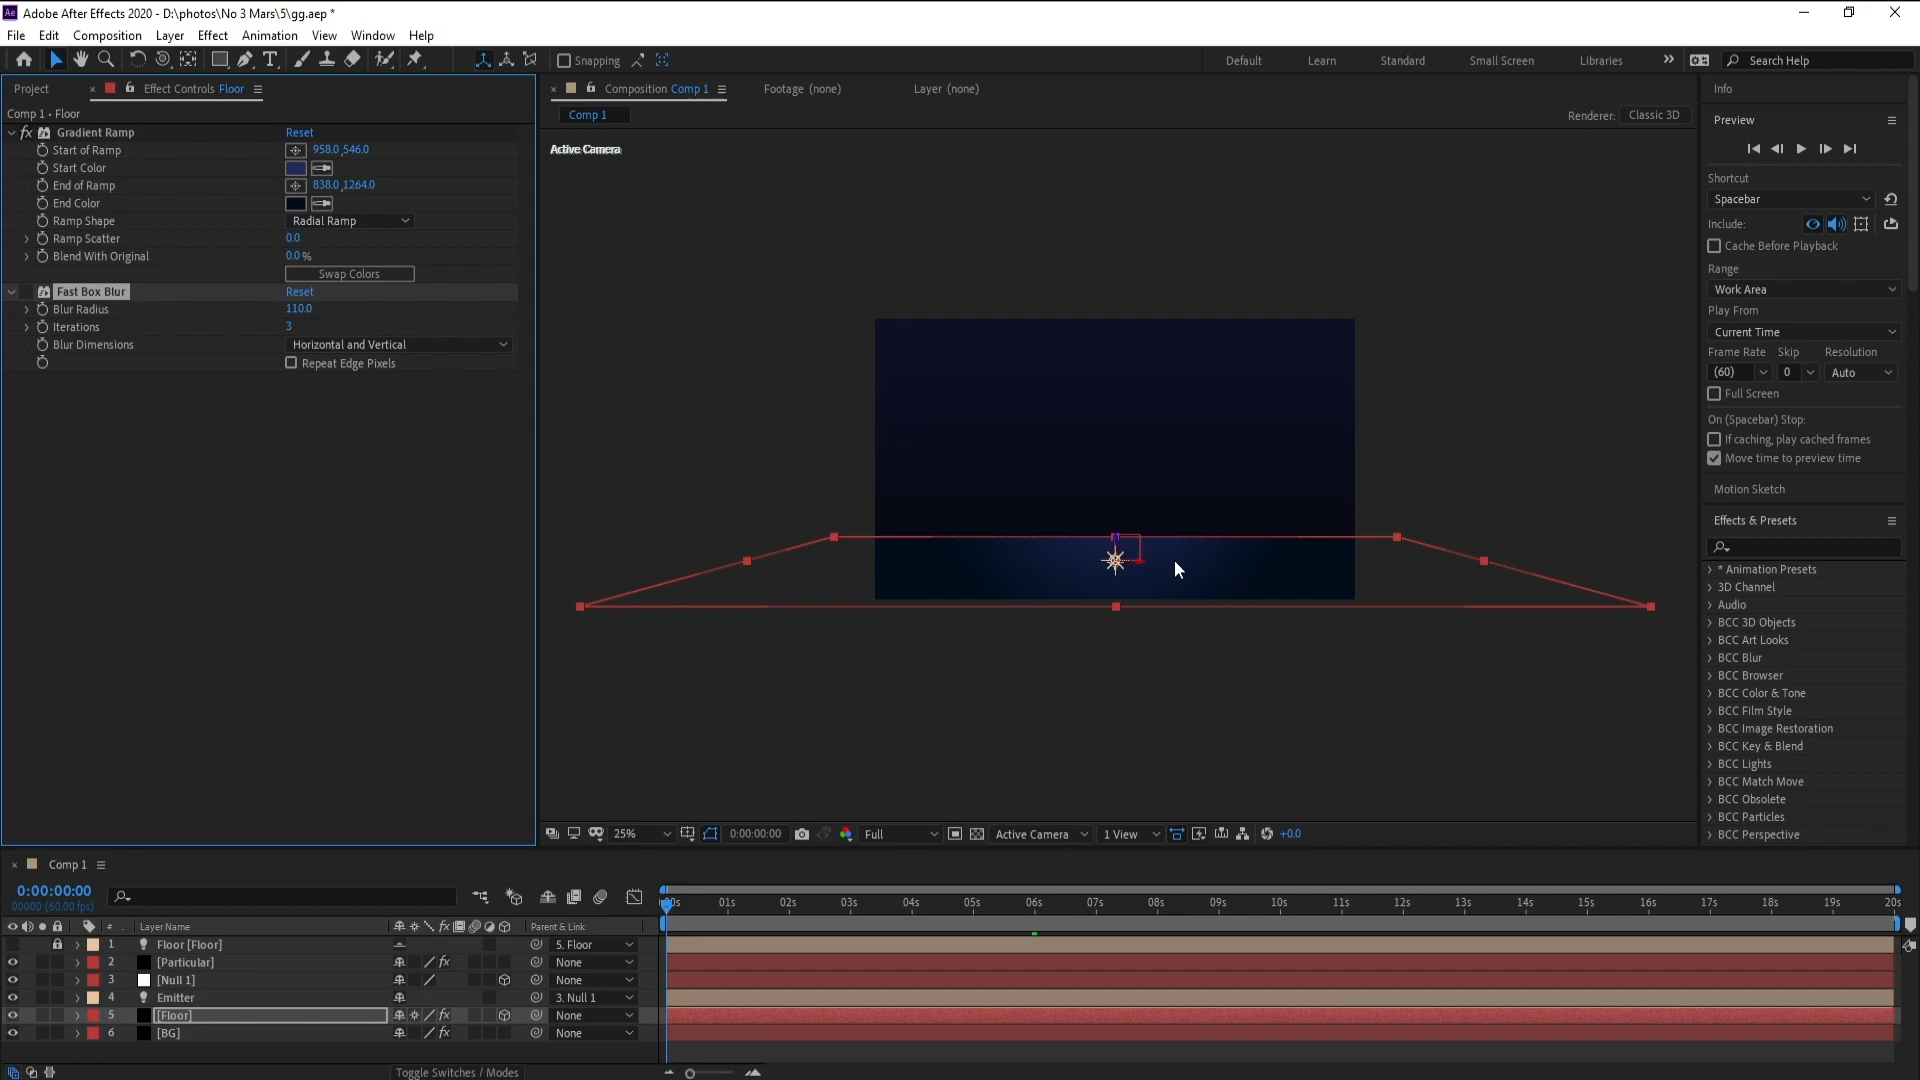 Adobe After Effects 2020 - D:\photos\No 3 Mars\5\gg.aep *
File Edit Composition Layer Effect Animation View Window Help
Snapping Default Learn Standard Small Screen Libraries Search Help
Project Effect Controls Floor
Composition Comp 1 Footage (none) Layer (none)
Info
Comp 1 • Floor
Comp 1 Renderer: Classic 3D
Active Camera
Gradient Ramp Reset
Start of Ramp 958.0,546.0
Start Color
End of Ramp 838.0,1264.0
End Color
Ramp Shape Radial Ramp
Ramp Scatter 0.0
Blend With Original 0.0 %
Swap Colors
Fast Box Blur Reset
Blur Radius 110.0
Iterations 3
Blur Dimensions Horizontal and Vertical
Repeat Edge Pixels
Preview
Shortcut
Spacebar
Include:
Cache Before Playback
Range
Work Area
Play From
Current Time
Frame Rate Skip Resolution
(60) 0 Auto
Full Screen
On (Spacebar) Stop:
If caching, play cached frames
Move time to preview time
Motion Sketch
Effects & Presets
* Animation Presets
3D Channel
Audio
BCC 3D Objects
BCC Art Looks
BCC Blur
BCC Browser
BCC Color & Tone
BCC Film Style
BCC Image Restoration
BCC Key & Blend
BCC Lights
BCC Match Move
BCC Obsolete
BCC Particles
BCC Perspective
25% 0:00:00:00 Full Active Camera 1 View +0.0
Comp 1
0:00:00:00
00000 (60.00 fps)
01s 02s 03s 04s 05s 06s 07s 08s 09s 10s 11s 12s 13s 14s 15s 16s 17s 18s 19s 20s
# Layer Name Parent & Link
1 Floor [Floor] 5. Floor
2 [Particular] None
3 [Null 1] None
4 Emitter 3. Null 1
5 [Floor] None
6 [BG] None
Toggle Switches / Modes